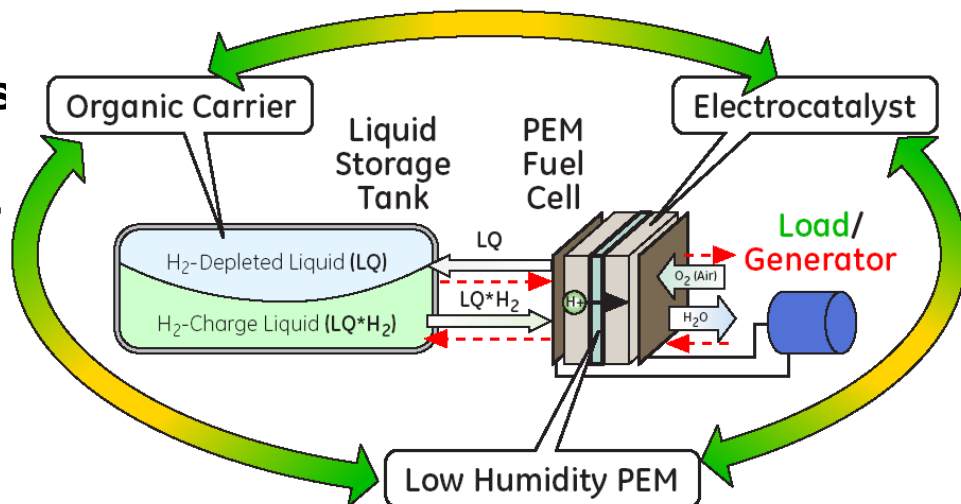 s
Organic Carrier
Electrocatalyst
Liquid
Storage
Tank
PEM
Fuel
Cell
Load/
Generator
LQ
H₂-Depleted Liquid (LQ)
O₂ (Air)
LQ*H₂
H+
H₂-Charge Liquid (LQ*H₂)
H₂O
Low Humidity PEM